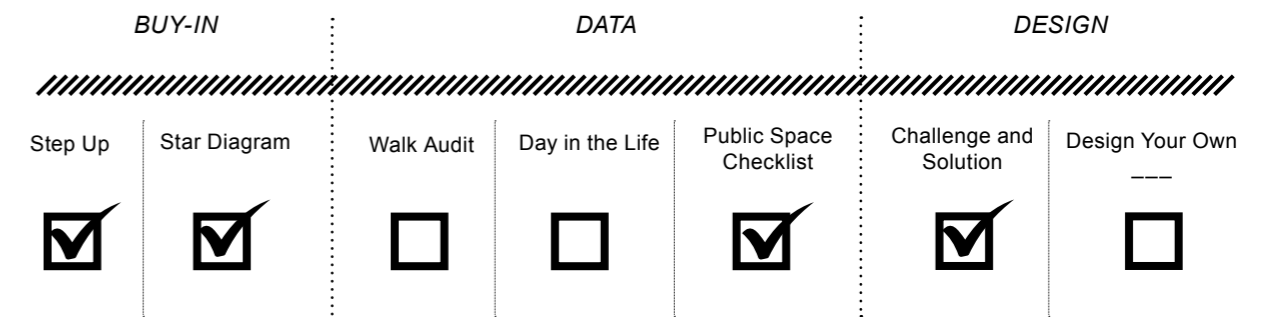 BUY-IN
DATA
DESIGN
Step Up
Star Diagram
Walk Audit
Day in the Life
Public Space
Checklist
Challenge and
Solution
Design Your Own
___